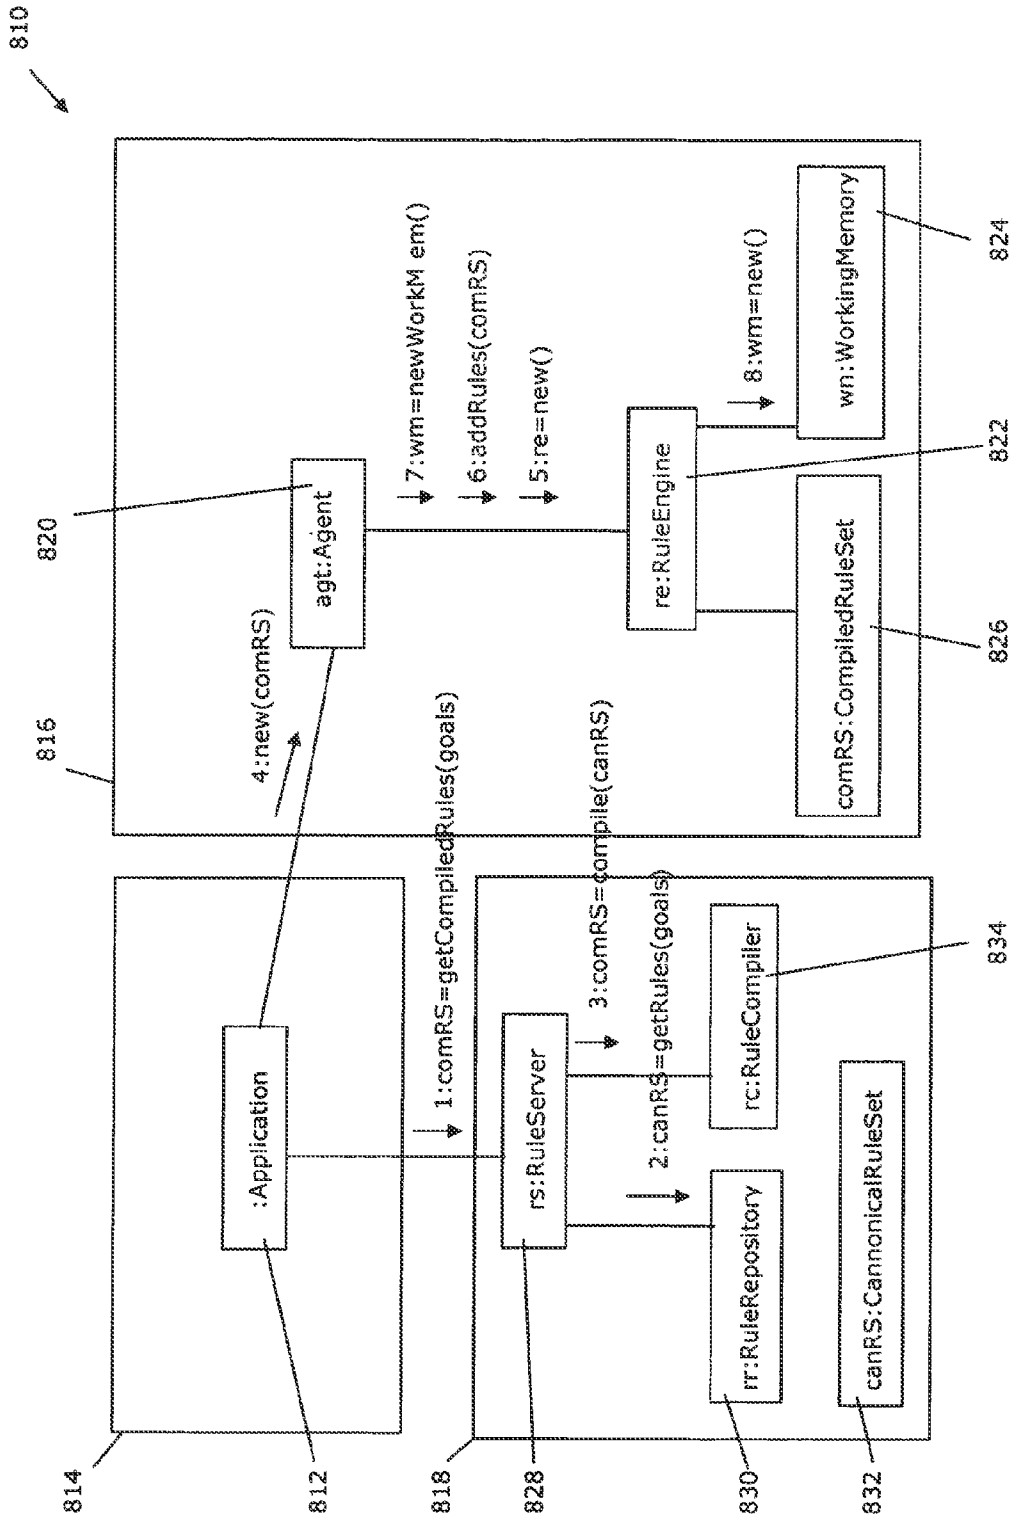 810
814
816
:Application
812
4:new(comRS)
820
agt:Agent
7:wm=newWorkM em()
6:addRules(comRS)
5:re=new()
1:comRS=getCompiledRules(goals)
818
rs:RuleServer
828
3:comRS=compile(canRS)
2:canRS=getRules(goals)
re:RuleEngine
822
8:wm=new()
rr:RuleRepository
830
rc:RuleCompiler
834
canRS:CannonicalRuleSet
832
comRS:CompiledRuleSet
826
wn:WorkingMemory
824